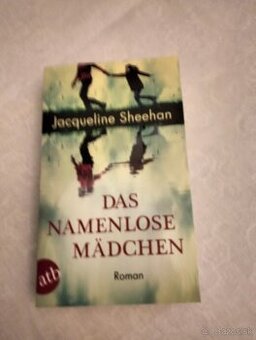 Jacqueline Sheehan
DAS
NAMENLOSE
MÄDCHEN
Roman
atb